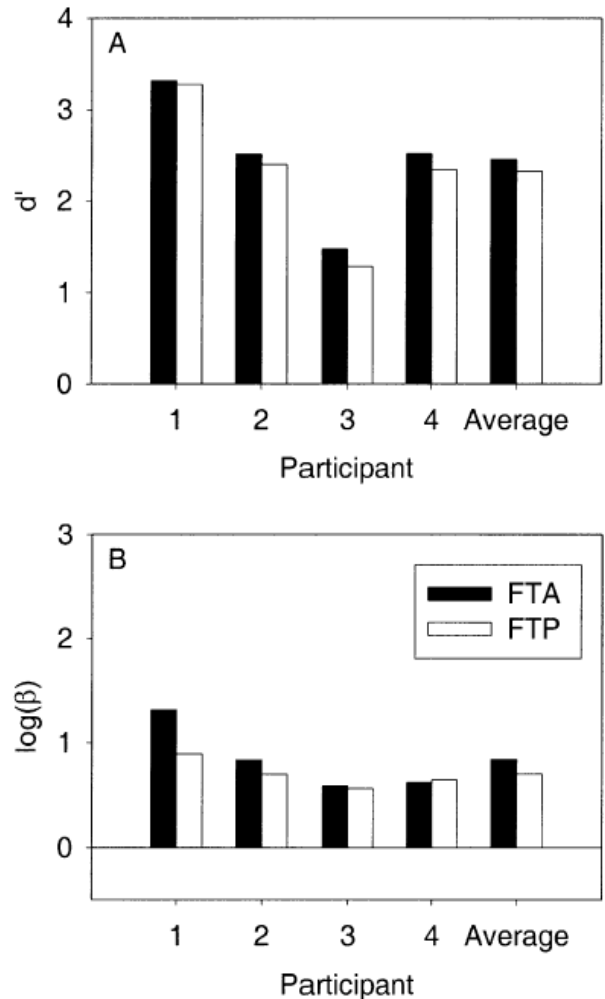 A
4
3
2
1
0
d'
1 2 3 4 Average
Participant
B
3
2
1
0
log(β)
FTA
FTP
1 2 3 4 Average
Participant